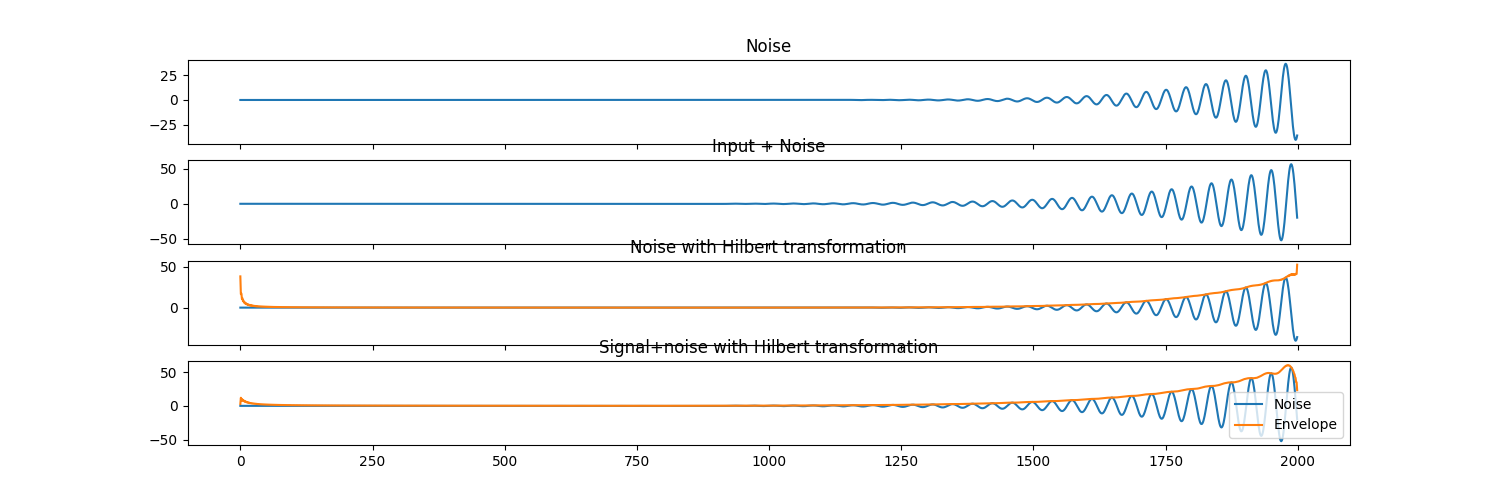 Noise
25
0
−25
Input + Noise
50
0
−50
Noise with Hilbert transformation
50
0
Signal+noise with Hilbert transformation
50
0
−50
Noise
Envelope
0 250 500 750 1000 1250 1500 1750 2000